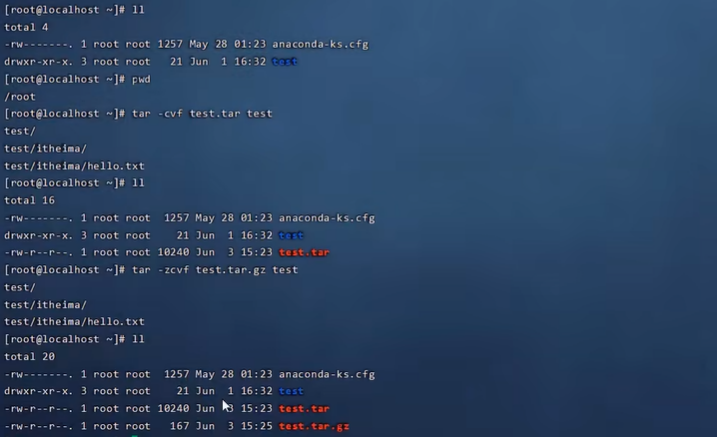 [root@localhost ~]# ll
total 4
-rw-------. 1 root root 1257 May 28 01:23 anaconda-ks.cfg
drwxr-xr-x. 3 root root   21 Jun  1 16:32 test
[root@localhost ~]# pwd
/root
[root@localhost ~]# tar -cvf test.tar test
test/
test/itheima/
test/itheima/hello.txt
[root@localhost ~]# ll
total 16
-rw-------. 1 root root  1257 May 28 01:23 anaconda-ks.cfg
drwxr-xr-x. 3 root root    21 Jun  1 16:32 test
-rw-r--r--. 1 root root 10240 Jun  3 15:23 test.tar
[root@localhost ~]# tar -zcvf test.tar.gz test
test/
test/itheima/
test/itheima/hello.txt
[root@localhost ~]# ll
total 20
-rw-------. 1 root root  1257 May 28 01:23 anaconda-ks.cfg
drwxr-xr-x. 3 root root    21 Jun  1 16:32 test
-rw-r--r--. 1 root root 10240 Jun  3 15:23 test.tar
-rw-r--r--. 1 root root   167 Jun  3 15:25 test.tar.gz